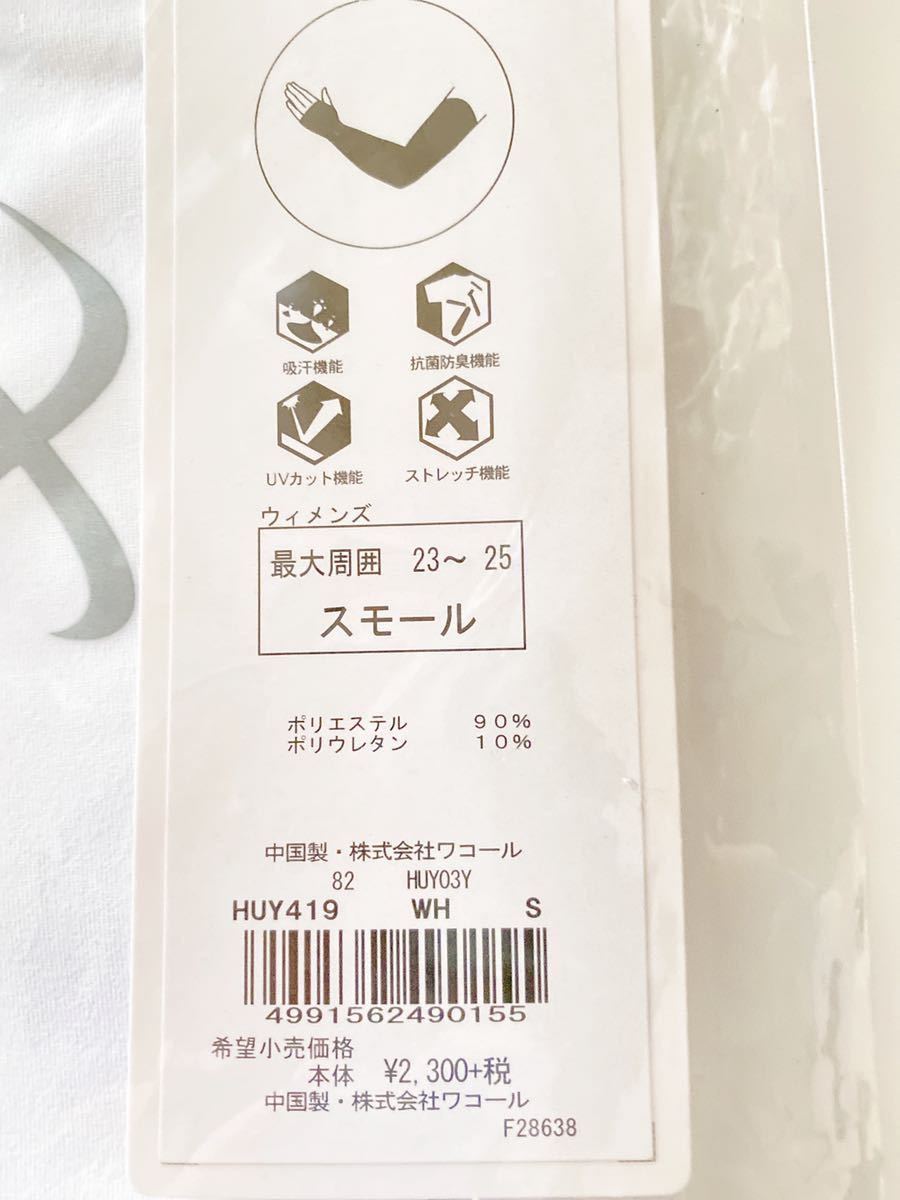 吸汗機能 抗菌防臭機能
UVカット機能 ストレッチ機能
ウィメンズ
最大周囲 23〜 25
スモール
ポリエステル 90%
ポリウレタン 10%
中国製・株式会社ワコール
82 HUY03Y
HUY419 WH S
4991562490155
希望小売価格
本体 ¥2,300+税
中国製・株式会社ワコール
F28638